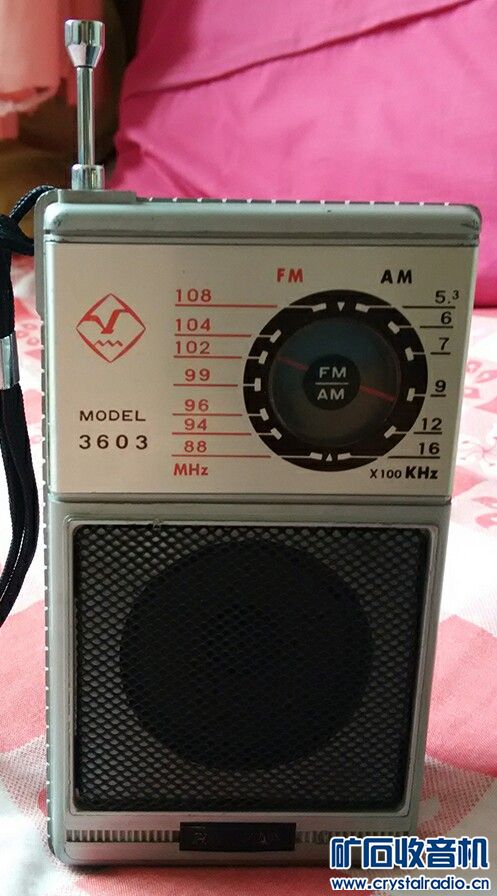 FM AM
108
104
102
99
96
94
88
MHz
5.3
6
7
9
12
16
X100 KHz
FM
AM
MODEL
3603
矿石收音机
www.crystalradio.cn